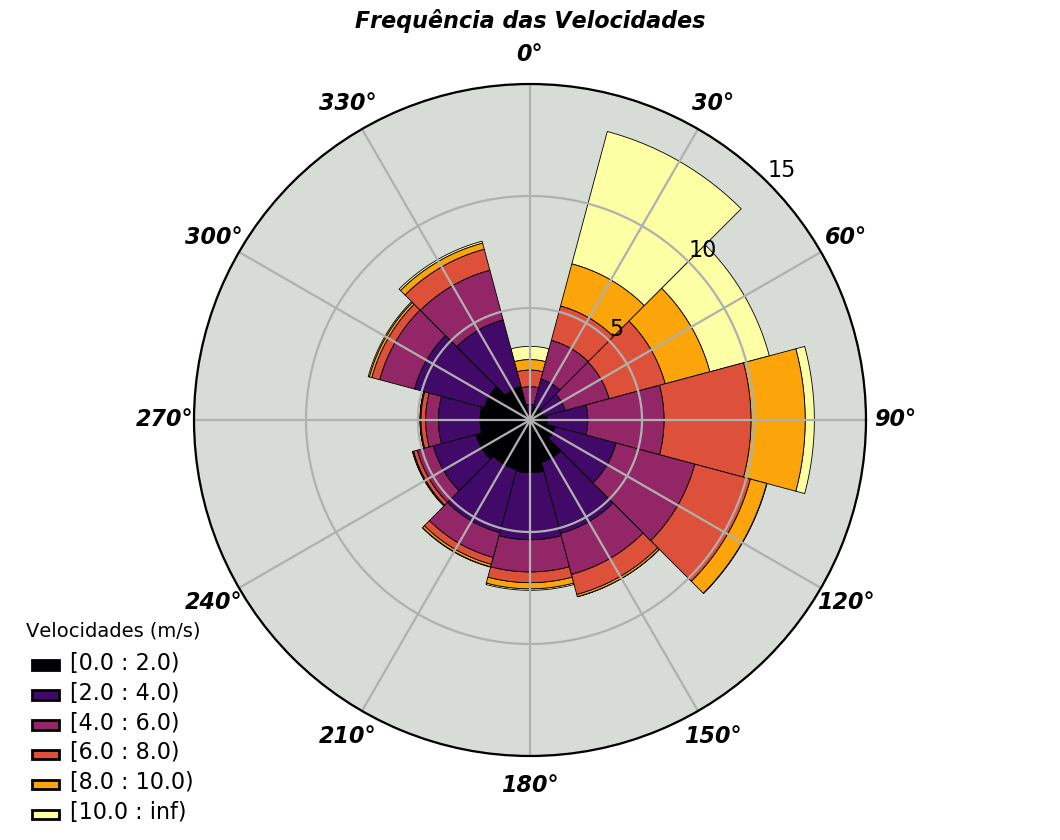 Frequência das Velocidades
0°
330°
30°
15
300°
60°
10
5
270°
90°
240°
120°
210°
150°
180°
Velocidades (m/s)
[0.0 : 2.0)
[2.0 : 4.0)
[4.0 : 6.0)
[6.0 : 8.0)
[8.0 : 10.0)
[10.0 : inf)